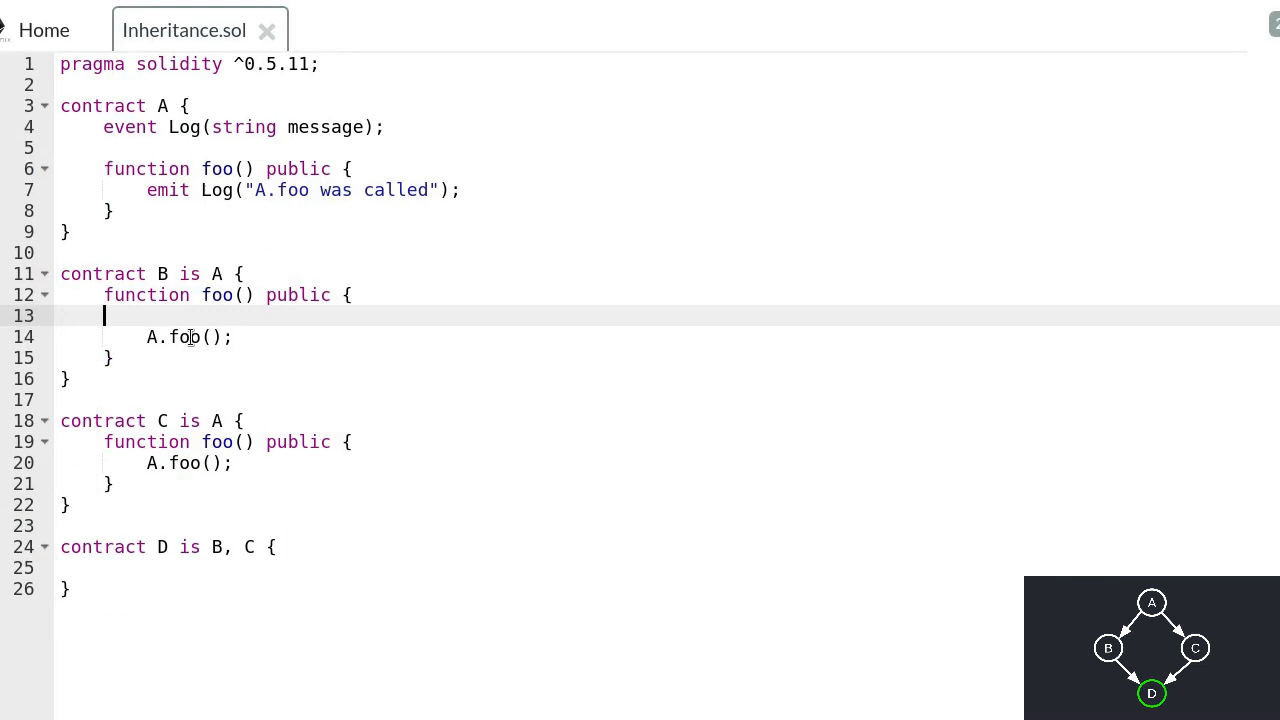 Home
Inheritance.sol
1 pragma solidity ^0.5.11;
2
3 contract A {
4     event Log(string message);
5
6     function foo() public {
7         emit Log("A.foo was called");
8     }
9 }
10
11 contract B is A {
12     function foo() public {
13
14         A.foo();
15     }
16 }
17
18 contract C is A {
19     function foo() public {
20         A.foo();
21     }
22 }
23
24 contract D is B, C {
25
26 }
A
B C
D